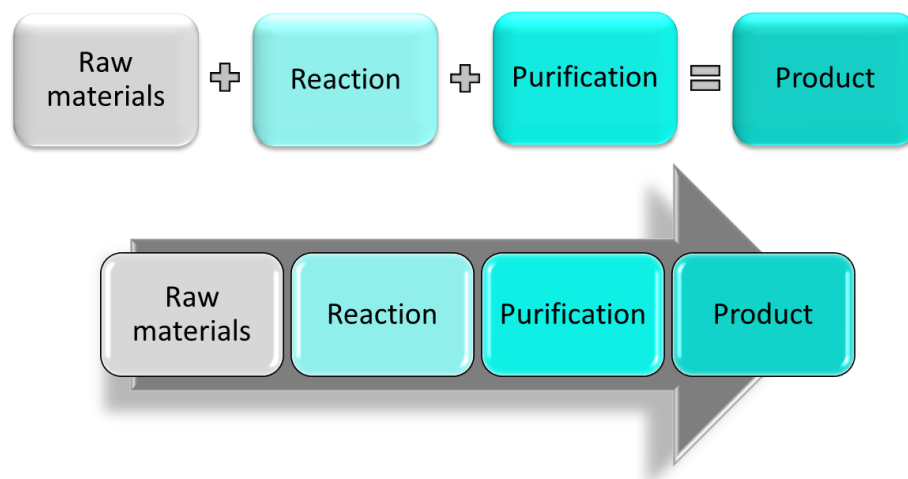 Raw
materials + Reaction + Purification = Product
Raw
materials Reaction Purification Product